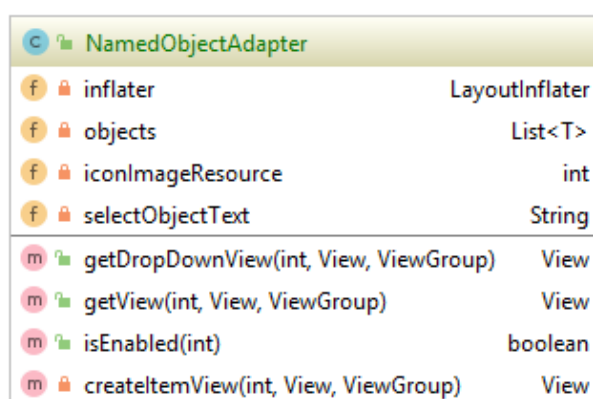 C NamedObjectAdapter
f inflater LayoutInflater
f objects List<T>
f iconImageResource int
f selectObjectText String
m getDropDownView(int, View, ViewGroup) View
m getView(int, View, ViewGroup) View
m isEnabled(int) boolean
m createItemView(int, View, ViewGroup) View